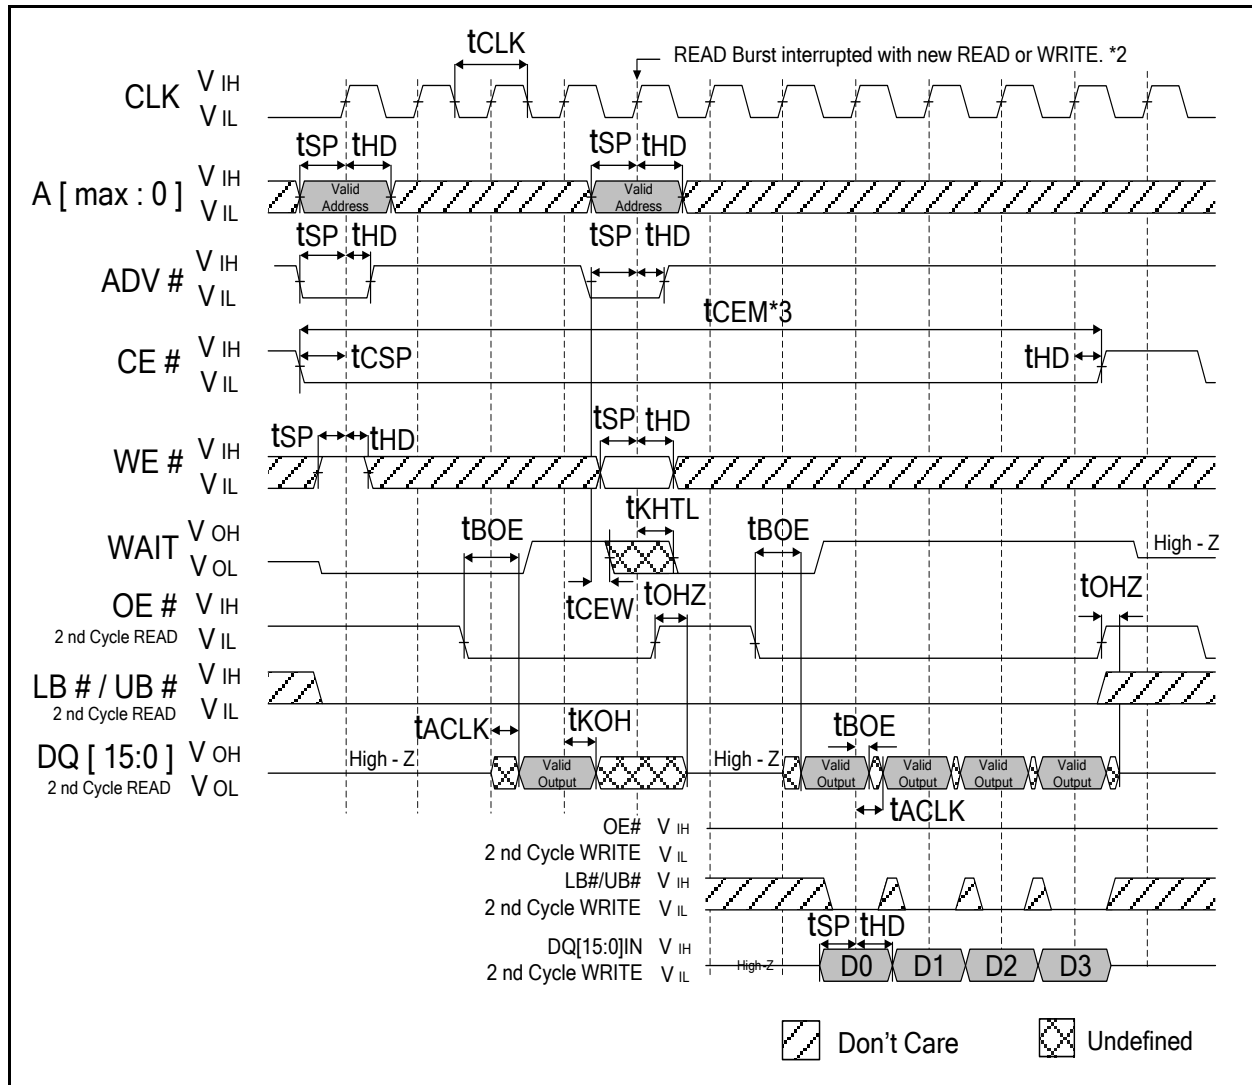 tCLK
READ Burst interrupted with new READ or WRITE. *2
CLK
V IH
V IL
tSP tHD tSP tHD
A [ max : 0 ]
V IH
V IL
Valid Address
Valid Address
tSP tHD tSP tHD
ADV #
V IH
V IL
tCEM*3
CE #
V IH
V IL
tCSP
tHD
tSP tHD tSP tHD
WE #
V IH
V IL
tKHTL
WAIT
V OH
V OL
tBOE
tBOE
High - Z
tCEW
tOHZ
tOHZ
OE #
2 nd Cycle READ
V IH
V IL
LB # / UB #
2 nd Cycle READ
V IH
V IL
tACLK
tKOH
tBOE
DQ [ 15:0 ]
2 nd Cycle READ
V OH
V OL
High - Z
Valid Output
High - Z
Valid Output
Valid Output
Valid Output
Valid Output
tACLK
OE#
V IH
2 nd Cycle WRITE
V IL
LB#/UB#
V IH
2 nd Cycle WRITE
V IL
tSP tHD
DQ[15:0]IN
V IH
2 nd Cycle WRITE
V IL
High-Z
D0 D1 D2 D3
Don't Care
Undefined